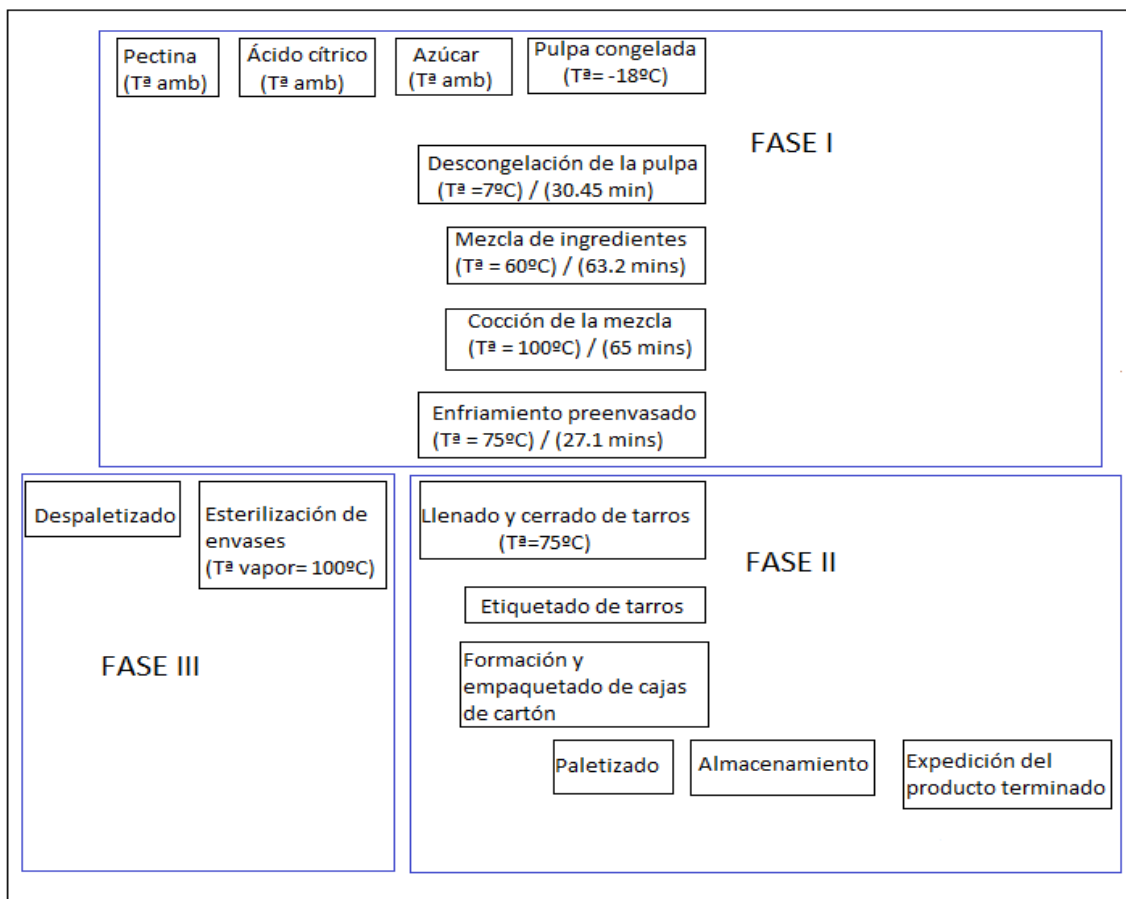 Pectina
(Tª amb)
Ácido cítrico
(Tª amb)
Azúcar
(Tª amb)
Pulpa congelada
(Tª= -18ºC)
FASE I
Descongelación de la pulpa
(Tª =7ºC) / (30.45 min)
Mezcla de ingredientes
(Tª = 60ºC) / (63.2 mins)
Cocción de la mezcla
(Tª = 100ºC) / (65 mins)
Enfriamiento preenvasado
(Tª = 75ºC) / (27.1 mins)
Despaletizado
Esterilización de
envases
(Tª vapor= 100ºC)
FASE III
Llenado y cerrado de tarros
(Tª=75ºC)
FASE II
Etiquetado de tarros
Formación y
empaquetado de cajas
de cartón
Paletizado
Almacenamiento
Expedición del
producto terminado